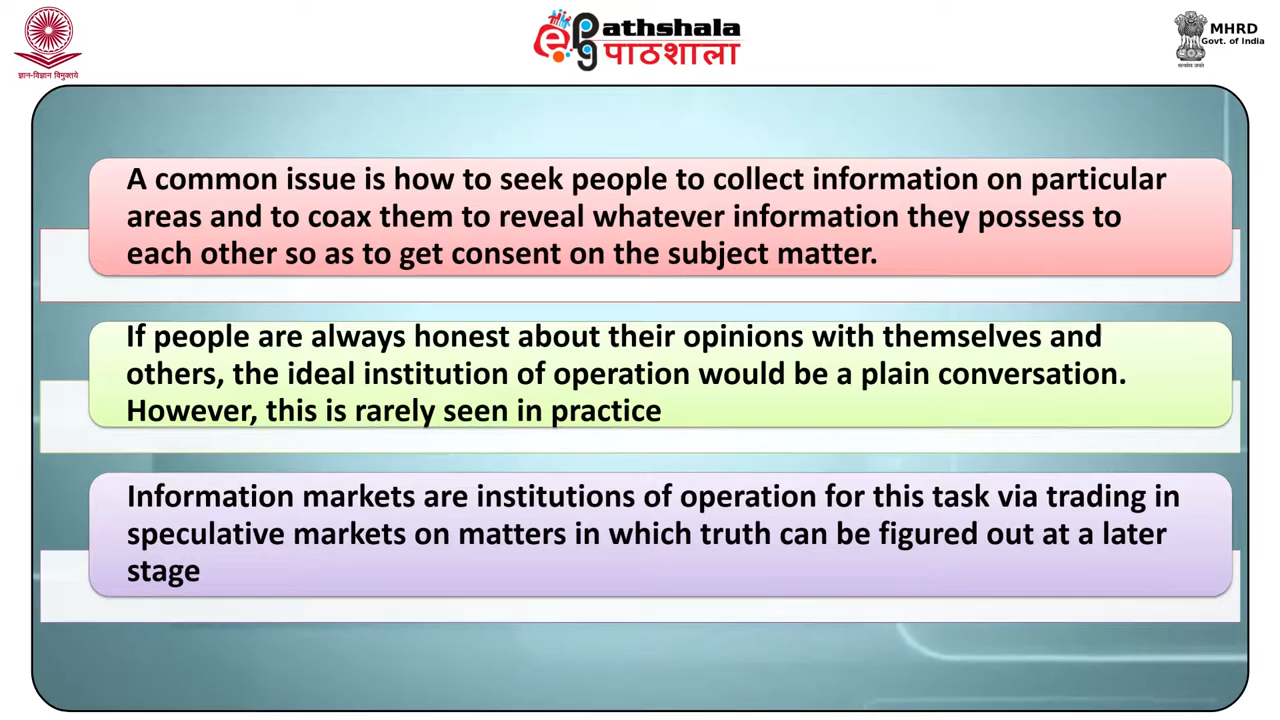 ज्ञान-विज्ञान विमुक्तये
epg
athshala
पाठशाला
MHRD
Govt. of India
सत्यमेव जयते
A common issue is how to seek people to collect information on particular
areas and to coax them to reveal whatever information they possess to
each other so as to get consent on the subject matter.
If people are always honest about their opinions with themselves and
others, the ideal institution of operation would be a plain conversation.
However, this is rarely seen in practice
Information markets are institutions of operation for this task via trading in
speculative markets on matters in which truth can be figured out at a later
stage